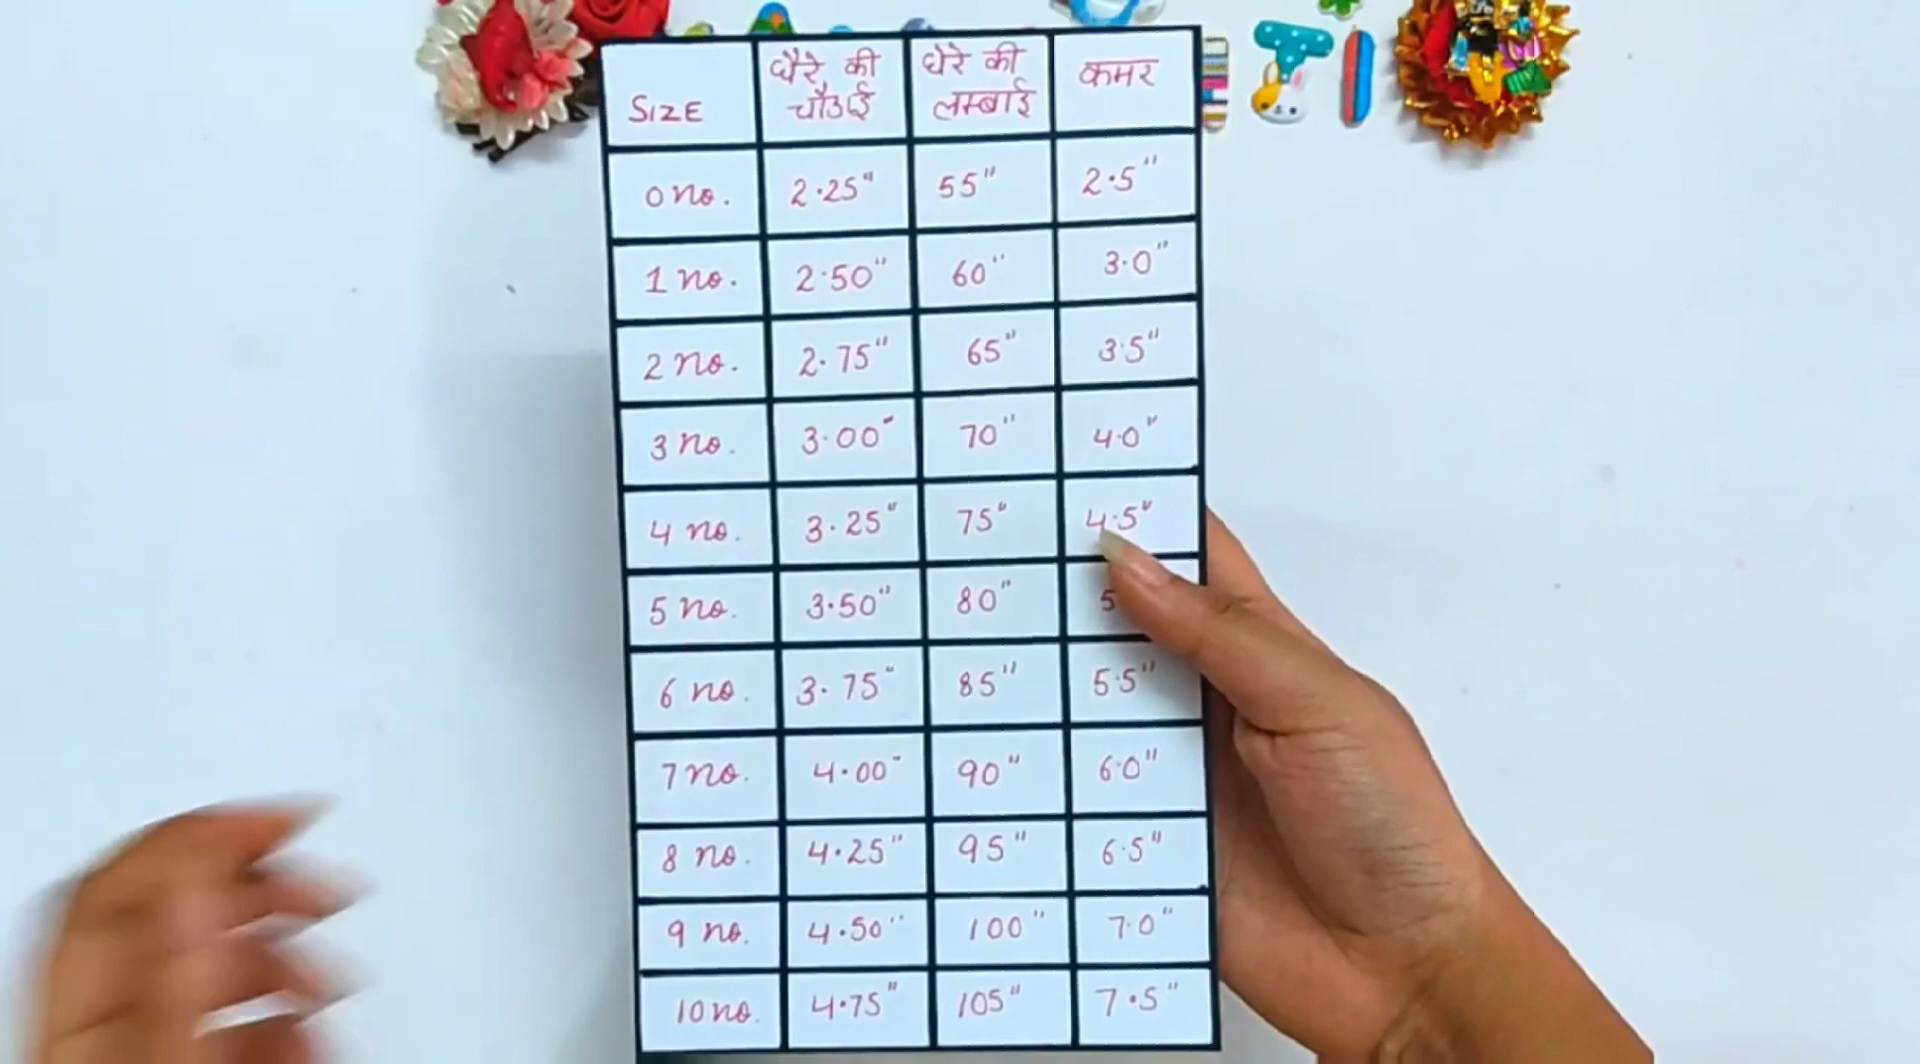 SIZE घेरे की चौड़ाई घेरे की लम्बाई कमर
0 no. 2.25" 55" 2.5"
1 no. 2.50" 60" 3.0"
2 no. 2.75" 65" 3.5"
3 no. 3.00" 70" 4.0"
4 no. 3.25" 75" 4.5"
5 no. 3.50" 80" 5
6 no. 3.75" 85" 5.5"
7 no. 4.00" 90" 6.0"
8 no. 4.25" 95" 6.5"
9 no. 4.50" 100" 7.0"
10 no. 4.75" 105" 7.5"